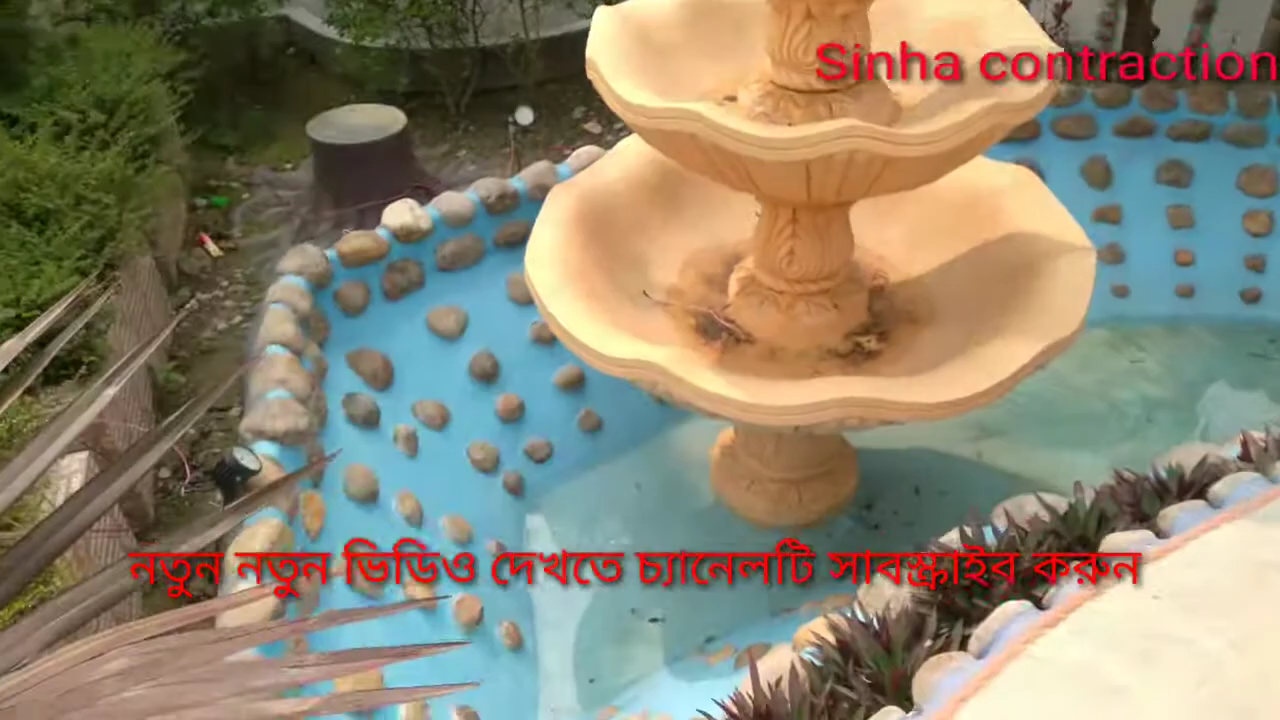 Sinha contraction
নতুন নতুন ভিডিও দেখতে চ্যানেলটি সাবস্ক্রাইব করুন